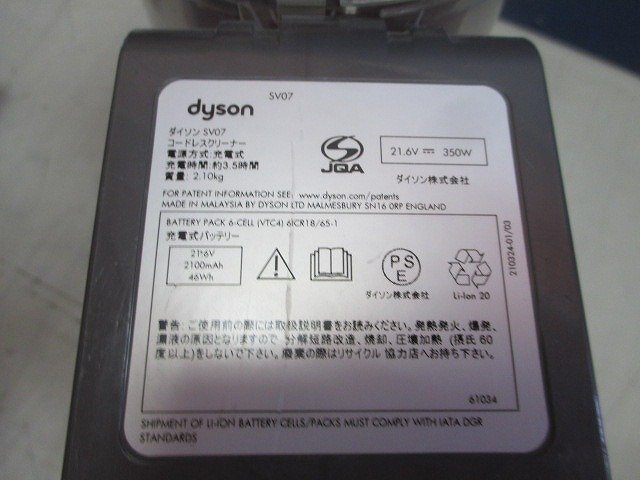 dyson
SV07
ダイソン SV07
コードレスクリーナー
電源方式: 充電式
充電時間: 約3.5時間
質量: 2.10kg
JQA
21.6V ⎓ 350W
ダイソン株式会社
FOR PATENT INFORMATION SEE: www.dyson.com/patents
MADE IN MALAYSIA BY DYSON LTD MALMESBURY SN16 0RP ENGLAND
BATTERY PACK 6-CELL (VTC4) 6ICR18/65-1
充電式バッテリー
21.6V
2100mAh
46Wh
PS
E
ダイソン株式会社
Li-Ion 20
210324-01/03
警告: ご使用前の際には取扱説明書をお読みください。発熱発火、爆発、
漏液の原因となりますので 分解短路改造、焼却、圧壊加熱 (摂氏 60
度以上)をしないで下さい。廃棄の際はリサイクル 協力店へお持ち下さい。
61034
SHIPMENT OF LI-ION BATTERY CELLS/PACKS MUST COMPLY WITH IATA DGR
STANDARDS